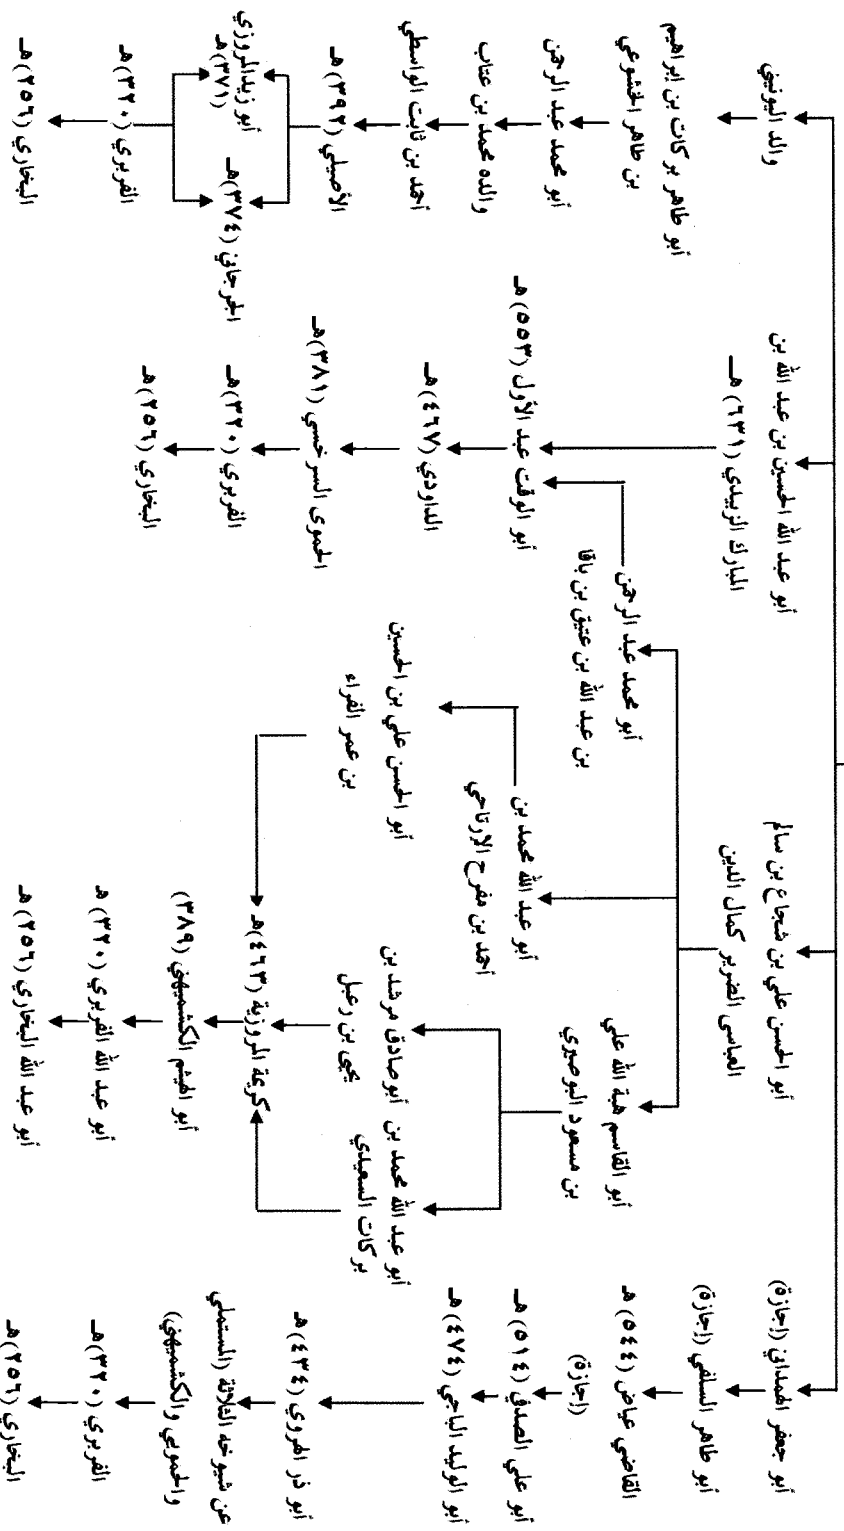 أبو جعفر الهمداني (إجازة)
أبو طاهر السلفي (إجازة)
القاضي عياض (٥٤٤) هـ
(إجازة)
أبو علي الصدفي (٥١٤) هـ
أبو الوليد الباجي (٤٧٤) هـ
أبو ذر الهروي (٤٣٤) هـ
عن شيوخه الثلاثة (المستملي
والحمويي والكشميهني)
الفربري (٣٢٠) هـ
البخاري (٢٥٦) هـ
أبو الحسن علي بن شجاع بن سالم
العباسى الضرير كمال الدين
أبو القاسم هبة الله علي
بن مسعود البوصيري
أبو عبد الله محمد بن
بركات السعيدي
أبو صادق مرشد بن
يحيى بن
أبو عبد الله محمد بن
أحمد بن مفرح الارتاحي
أبو الحسن علي بن الحسين
بن عمر الفراء
كريمة المروزية (٤٦٣) هـ
أبو الهيثم الكشميهني (٣٨٩)
أبو عبد الله الفربري (٣٢٠) هـ
أبو عبد الله البخاري (٢٥٦) هـ
أبو محمد عبد الرحمن
بن عبد الله بن عتيق بن باقا
أبو عبد الله الحسين بن عبد الله بن
المبارك الزبيدي (٦٣١) هـ
أبو الوقت عبد الأول (٥٥٣) هـ
الداودي (٤٦٧) هـ
الحموى السرخسي (٣٨١) هـ
الفربري (٣٢٠) هـ
البخاري (٢٥٦) هـ
والد اليونيني
أبو طاهر بركات بن ابراهيم
بن طاهر الخشوعي
أبو محمد عبد الرحمن
والده محمد بن عتاب
أحمد بن ثابت الواسطي
الأصيلي (٣٩٢) هـ
الجرجاني (٣٧٤) هـ
أبو زيد المروزي
(٣٧١) هـ
الفربري (٣٢٠) هـ
البخاري (٢٥٦) هـ